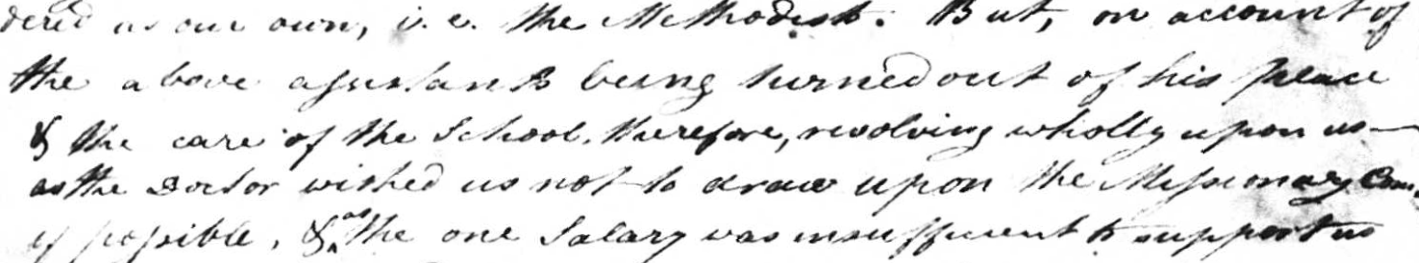 dered as our own, i.e. the Methodist. But, on account of
the above assistant's being turned out of his place
& the care of the School, therefore, revolving wholly upon us—
as the Doctor wished us not to draw upon the Missionary Com.
if possible, & as the one Salary was insufficient to support us